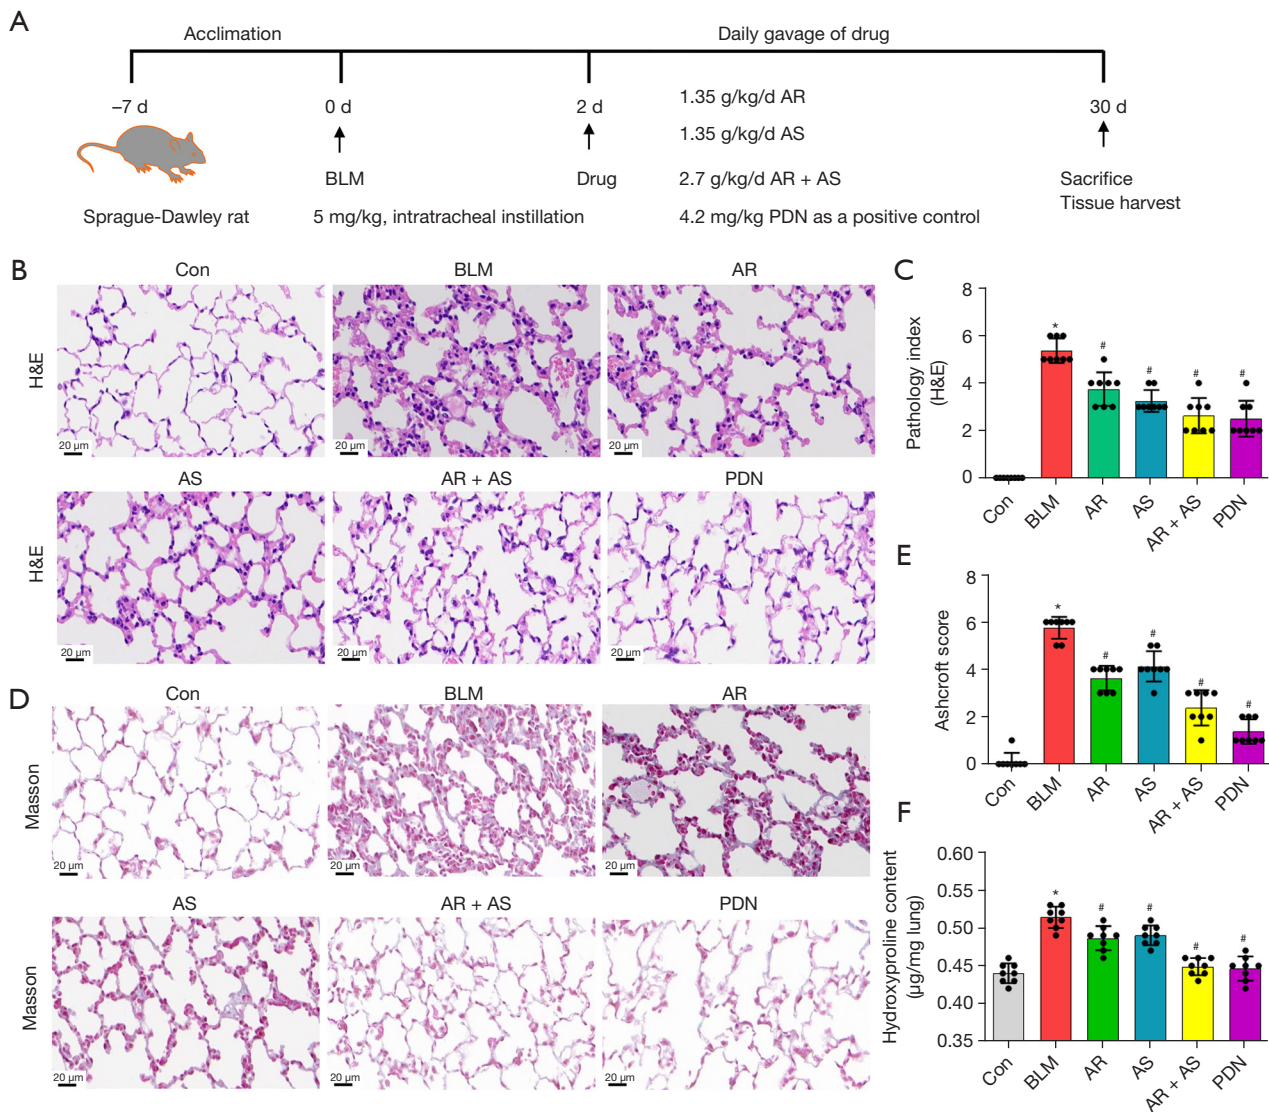 A
Acclimation
Daily gavage of drug
–7 d
0 d
2 d
30 d
1.35 g/kg/d AR
1.35 g/kg/d AS
BLM
Drug
2.7 g/kg/d AR + AS
Sacrifice
Tissue harvest
Sprague-Dawley rat
5 mg/kg, intratracheal instillation
4.2 mg/kg PDN as a positive control
B
Con
BLM
AR
H&E
20 µm
20 µm
20 µm
AS
AR + AS
PDN
H&E
20 µm
20 µm
20 µm
C
Pathology index
(H&E)
8
6
4
2
0
*
#
#
#
#
Con
BLM
AR
AS
AR + AS
PDN
D
Con
BLM
AR
Masson
20 µm
20 µm
20 µm
AS
AR + AS
PDN
Masson
20 µm
20 µm
20 µm
E
Ashcroft score
8
6
4
2
0
*
#
#
#
#
Con
BLM
AR
AS
AR + AS
PDN
F
Hydroxyproline content
(µg/mg lung)
0.60
0.55
0.50
0.45
0.40
0.35
*
#
#
#
#
Con
BLM
AR
AS
AR + AS
PDN